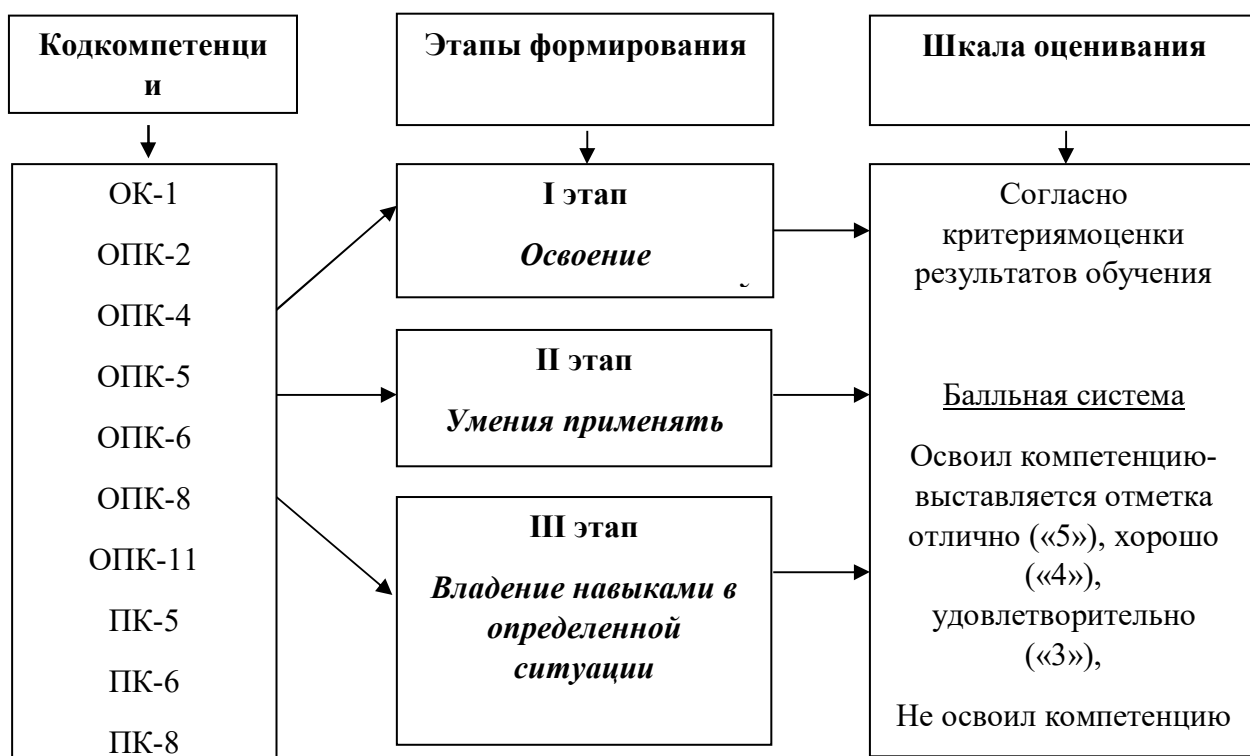 Кодкомпетенци
и
Этапы формирования
Шкала оценивания
ОК-1
ОПК-2
ОПК-4
ОПК-5
ОПК-6
ОПК-8
ОПК-11
ПК-5
ПК-6
ПК-8
I этап
Освоение
II этап
Умения применять
III этап
Владение навыками в
определенной
ситуации
Согласно
критериямоценки
результатов обучения
Балльная система
Освоил компетенцию-
выставляется отметка
отлично («5»), хорошо
(«4»),
удовлетворительно
(«3»),
Не освоил компетенцию